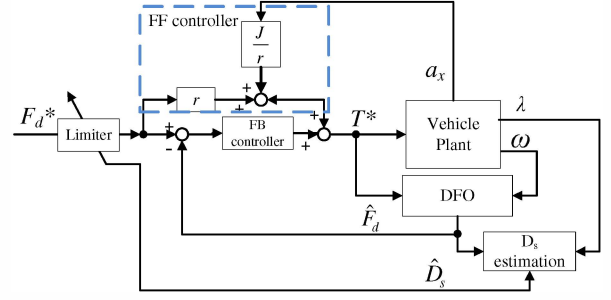 FF controller
J
r
a_x
+
+
r
F_d*
Limiter
+
-
FB
controller
+
+
T*
Vehicle
Plant
λ
ω
DFO
F̂_d
D_s
estimation
D̂_s